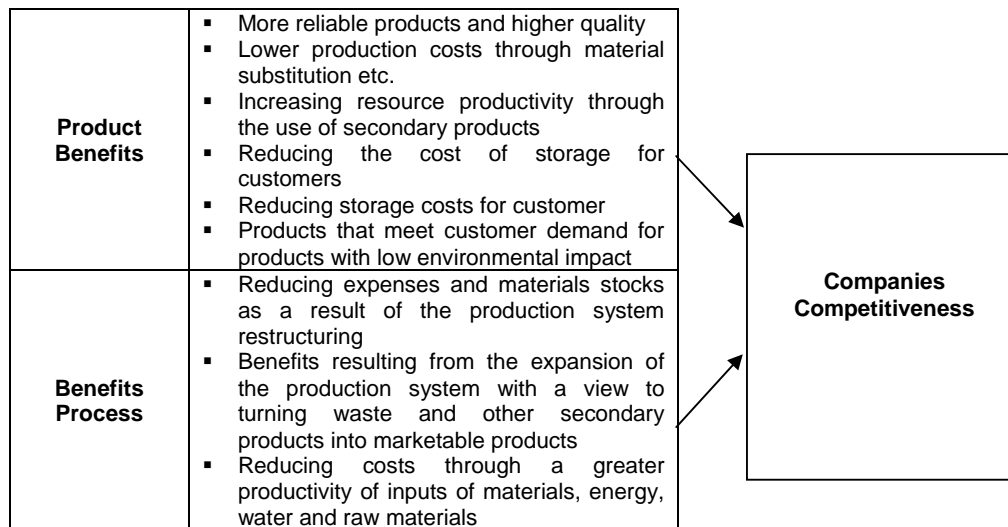 Product
Benefits
▪ More reliable products and higher quality
▪ Lower production costs through material
substitution etc.
▪ Increasing resource productivity through
the use of secondary products
▪ Reducing the cost of storage for
customers
▪ Reducing storage costs for customer
▪ Products that meet customer demand for
products with low environmental impact
Benefits
Process
▪ Reducing expenses and materials stocks
as a result of the production system
restructuring
▪ Benefits resulting from the expansion of
the production system with a view to
turning waste and other secondary
products into marketable products
▪ Reducing costs through a greater
productivity of inputs of materials, energy,
water and raw materials
Companies
Competitiveness